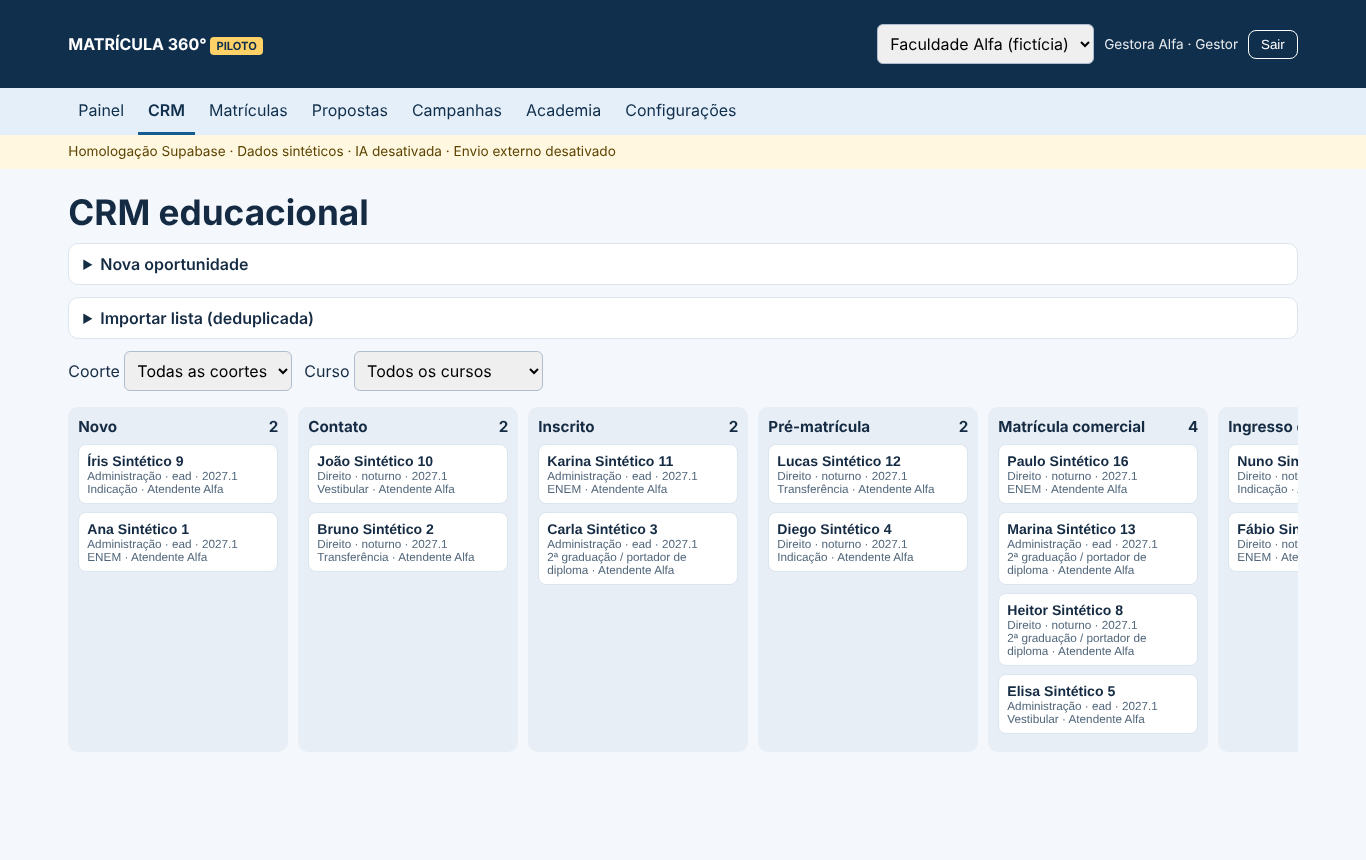 MATRÍCULA 360° PILOTO
Faculdade Alfa (fictícia)
Gestora Alfa · Gestor
Sair
Painel
CRM
Matrículas
Propostas
Campanhas
Academia
Configurações
Homologação Supabase · Dados sintéticos · IA desativada · Envio externo desativado
CRM educacional
Nova oportunidade
Importar lista (deduplicada)
Coorte
Todas as coortes
Curso
Todos os cursos
Novo 2
Íris Sintético 9
Administração · ead · 2027.1
Indicação · Atendente Alfa
Ana Sintético 1
Administração · ead · 2027.1
ENEM · Atendente Alfa
Contato 2
João Sintético 10
Direito · noturno · 2027.1
Vestibular · Atendente Alfa
Bruno Sintético 2
Direito · noturno · 2027.1
Transferência · Atendente Alfa
Inscrito 2
Karina Sintético 11
Administração · ead · 2027.1
ENEM · Atendente Alfa
Carla Sintético 3
Administração · ead · 2027.1
2ª graduação / portador de
diploma · Atendente Alfa
Pré-matrícula 2
Lucas Sintético 12
Direito · noturno · 2027.1
Transferência · Atendente Alfa
Diego Sintético 4
Direito · noturno · 2027.1
Indicação · Atendente Alfa
Matrícula comercial 4
Paulo Sintético 16
Direito · noturno · 2027.1
ENEM · Atendente Alfa
Marina Sintético 13
Administração · ead · 2027.1
2ª graduação / portador de
diploma · Atendente Alfa
Heitor Sintético 8
Direito · noturno · 2027.1
2ª graduação / portador de
diploma · Atendente Alfa
Elisa Sintético 5
Administração · ead · 2027.1
Vestibular · Atendente Alfa
Ingresso
Nuno Sin
Direito · not
Indicação ·
Fábio Sin
Direito · not
ENEM · Ate